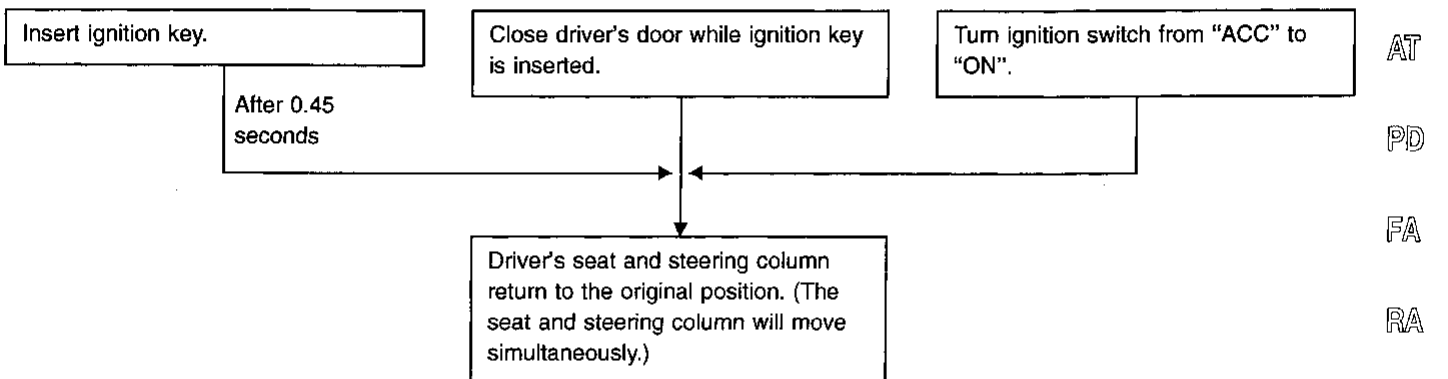 Insert ignition key.
Close driver's door while ignition key
is inserted.
Turn ignition switch from "ACC" to
"ON".
AT
After 0.45
seconds
PD
FA
Driver's seat and steering column
return to the original position. (The
seat and steering column will move
simultaneously.)
RA